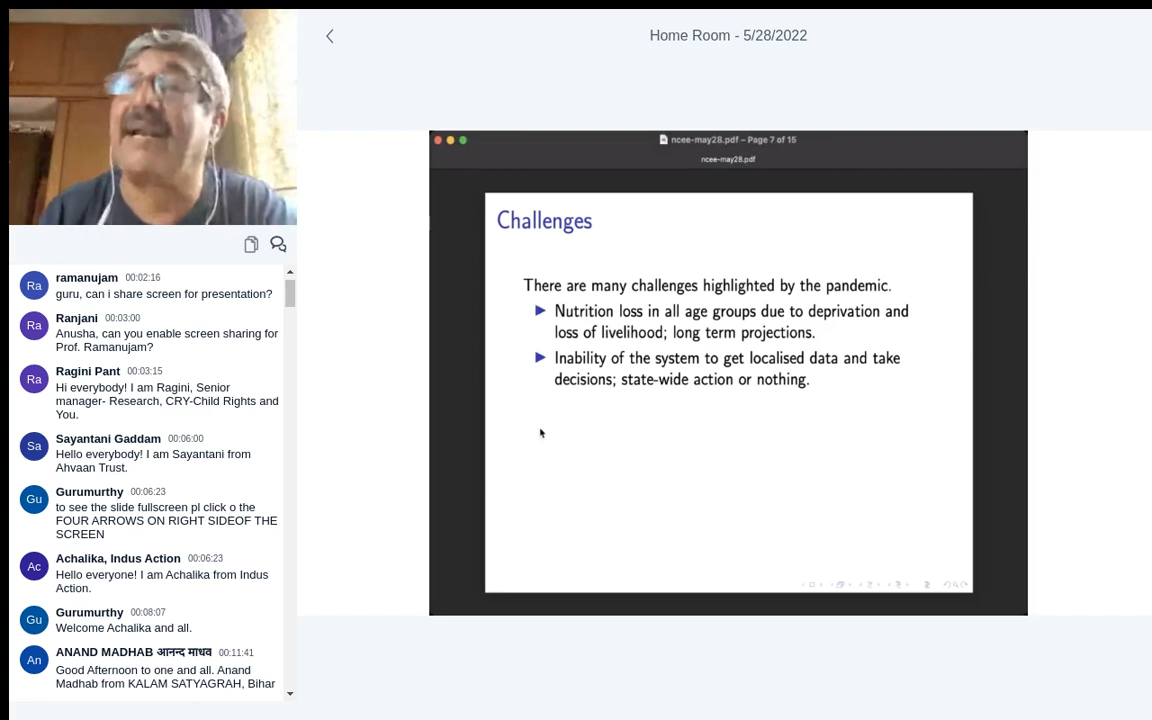 Home Room - 5/28/2022
Ra
ramanujam 00:02:16
guru, can i share screen for presentation?
Ra
Ranjani 00:03:00
Anusha, can you enable screen sharing for
Prof. Ramanujam?
Ra
Ragini Pant 00:03:15
Hi everybody! I am Ragini, Senior
manager- Research, CRY-Child Rights and
You.
Sa
Sayantani Gaddam 00:06:00
Hello everybody! I am Sayantani from
Ahvaan Trust.
Gu
Gurumurthy 00:06:23
to see the slide fullscreen pl click o the
FOUR ARROWS ON RIGHT SIDEOF THE
SCREEN
Ac
Achalika, Indus Action 00:06:23
Hello everyone! I am Achalika from Indus
Action.
Gu
Gurumurthy 00:08:07
Welcome Achalika and all.
An
ANAND MADHAB आनन्द माधव 00:11:41
Good Afternoon to one and all. Anand
Madhab from KALAM SATYAGRAH, Bihar
ncee-may28.pdf – Page 7 of 15
ncee-may28.pdf
Challenges
There are many challenges highlighted by the pandemic.
Nutrition loss in all age groups due to deprivation and
loss of livelihood; long term projections.
Inability of the system to get localised data and take
decisions; state-wide action or nothing.